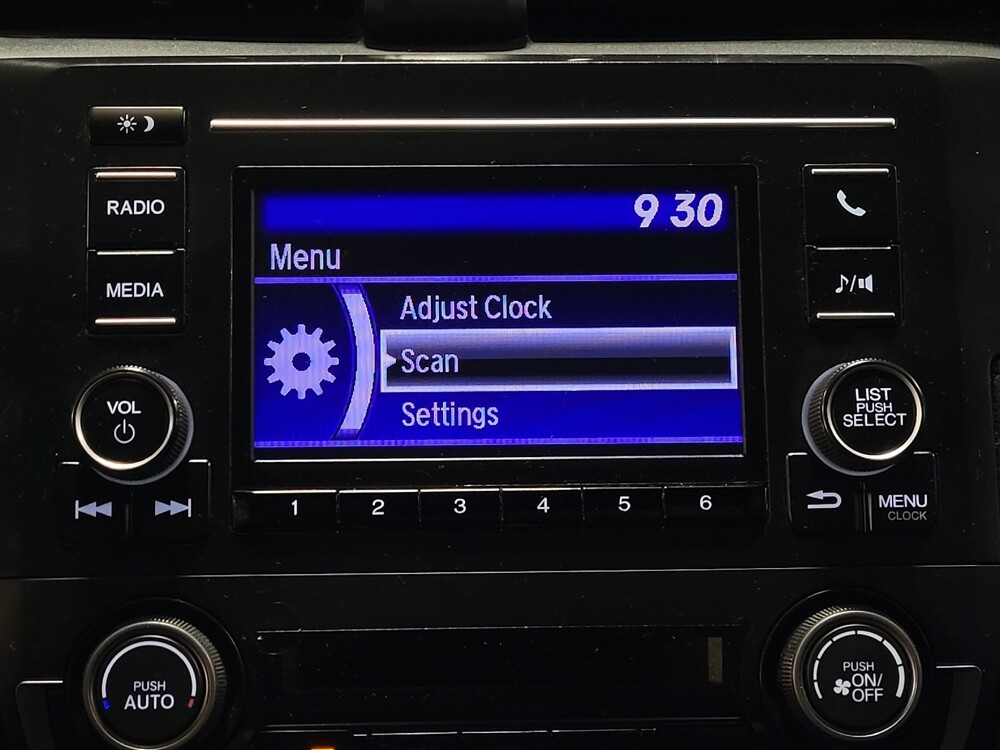 RADIO
MEDIA
VOL
9 30
Menu
Adjust Clock
Scan
Settings
1 2 3 4 5 6
LIST
PUSH
SELECT
MENU
CLOCK
PUSH
AUTO
PUSH
ON/
OFF